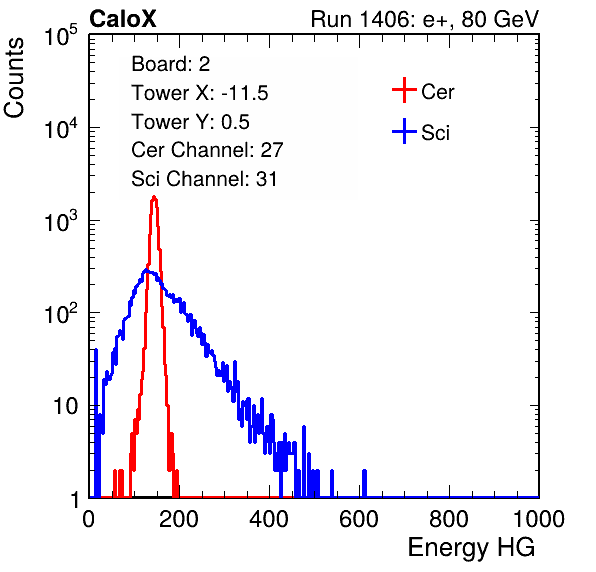 CaloX Run 1406: e+, 80 GeV
Counts
Board: 2
Tower X: -11.5
Tower Y: 0.5
Cer Channel: 27
Sci Channel: 31
Cer
Sci
10^5
10^4
10^3
10^2
10
1
0 200 400 600 800 1000
Energy HG